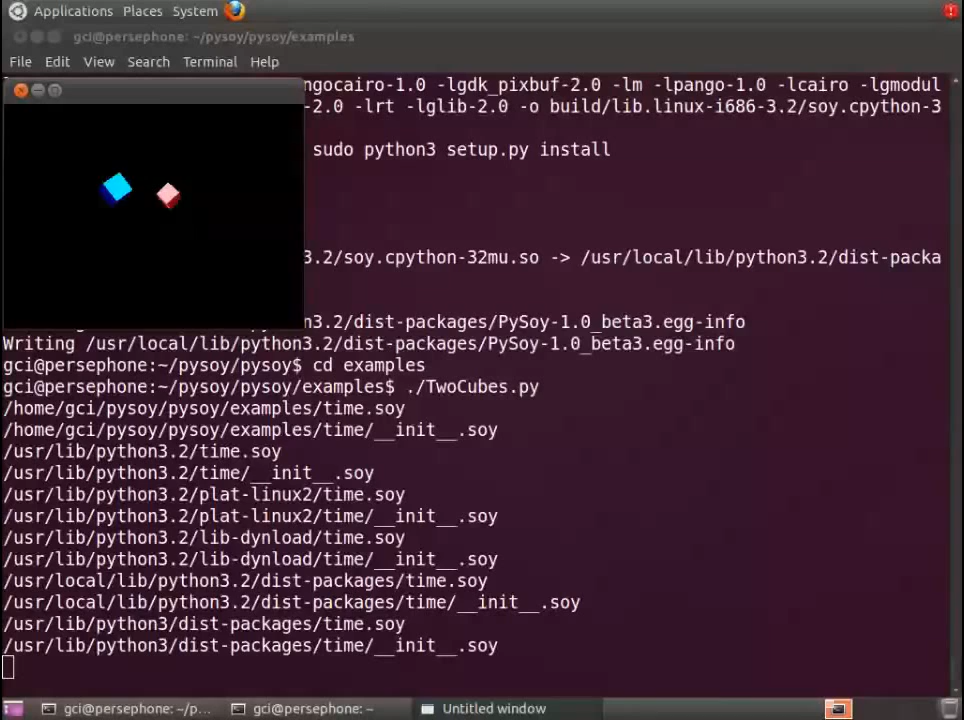 Applications Places System
gci@persephone: ~/pysoy/pysoy/examples
File Edit View Search Terminal Help
ngocairo-1.0 -lgdk_pixbuf-2.0 -lm -lpango-1.0 -lcairo -lgmodul
-2.0 -lrt -lglib-2.0 -o build/lib.linux-i686-3.2/soy.cpython-3
sudo python3 setup.py install
3.2/soy.cpython-32mu.so -> /usr/local/lib/python3.2/dist-packa
n3.2/dist-packages/PySoy-1.0_beta3.egg-info
Writing /usr/local/lib/python3.2/dist-packages/PySoy-1.0_beta3.egg-info
gci@persephone:~/pysoy/pysoy$ cd examples
gci@persephone:~/pysoy/pysoy/examples$ ./TwoCubes.py
/home/gci/pysoy/pysoy/examples/time.soy
/home/gci/pysoy/pysoy/examples/time/__init__.soy
/usr/lib/python3.2/time.soy
/usr/lib/python3.2/time/__init__.soy
/usr/lib/python3.2/plat-linux2/time.soy
/usr/lib/python3.2/plat-linux2/time/__init__.soy
/usr/lib/python3.2/lib-dynload/time.soy
/usr/lib/python3.2/lib-dynload/time/__init__.soy
/usr/local/lib/python3.2/dist-packages/time.soy
/usr/local/lib/python3.2/dist-packages/time/__init__.soy
/usr/lib/python3/dist-packages/time.soy
/usr/lib/python3/dist-packages/time/__init__.soy
gci@persephone: ~/p... gci@persephone: ~ Untitled window